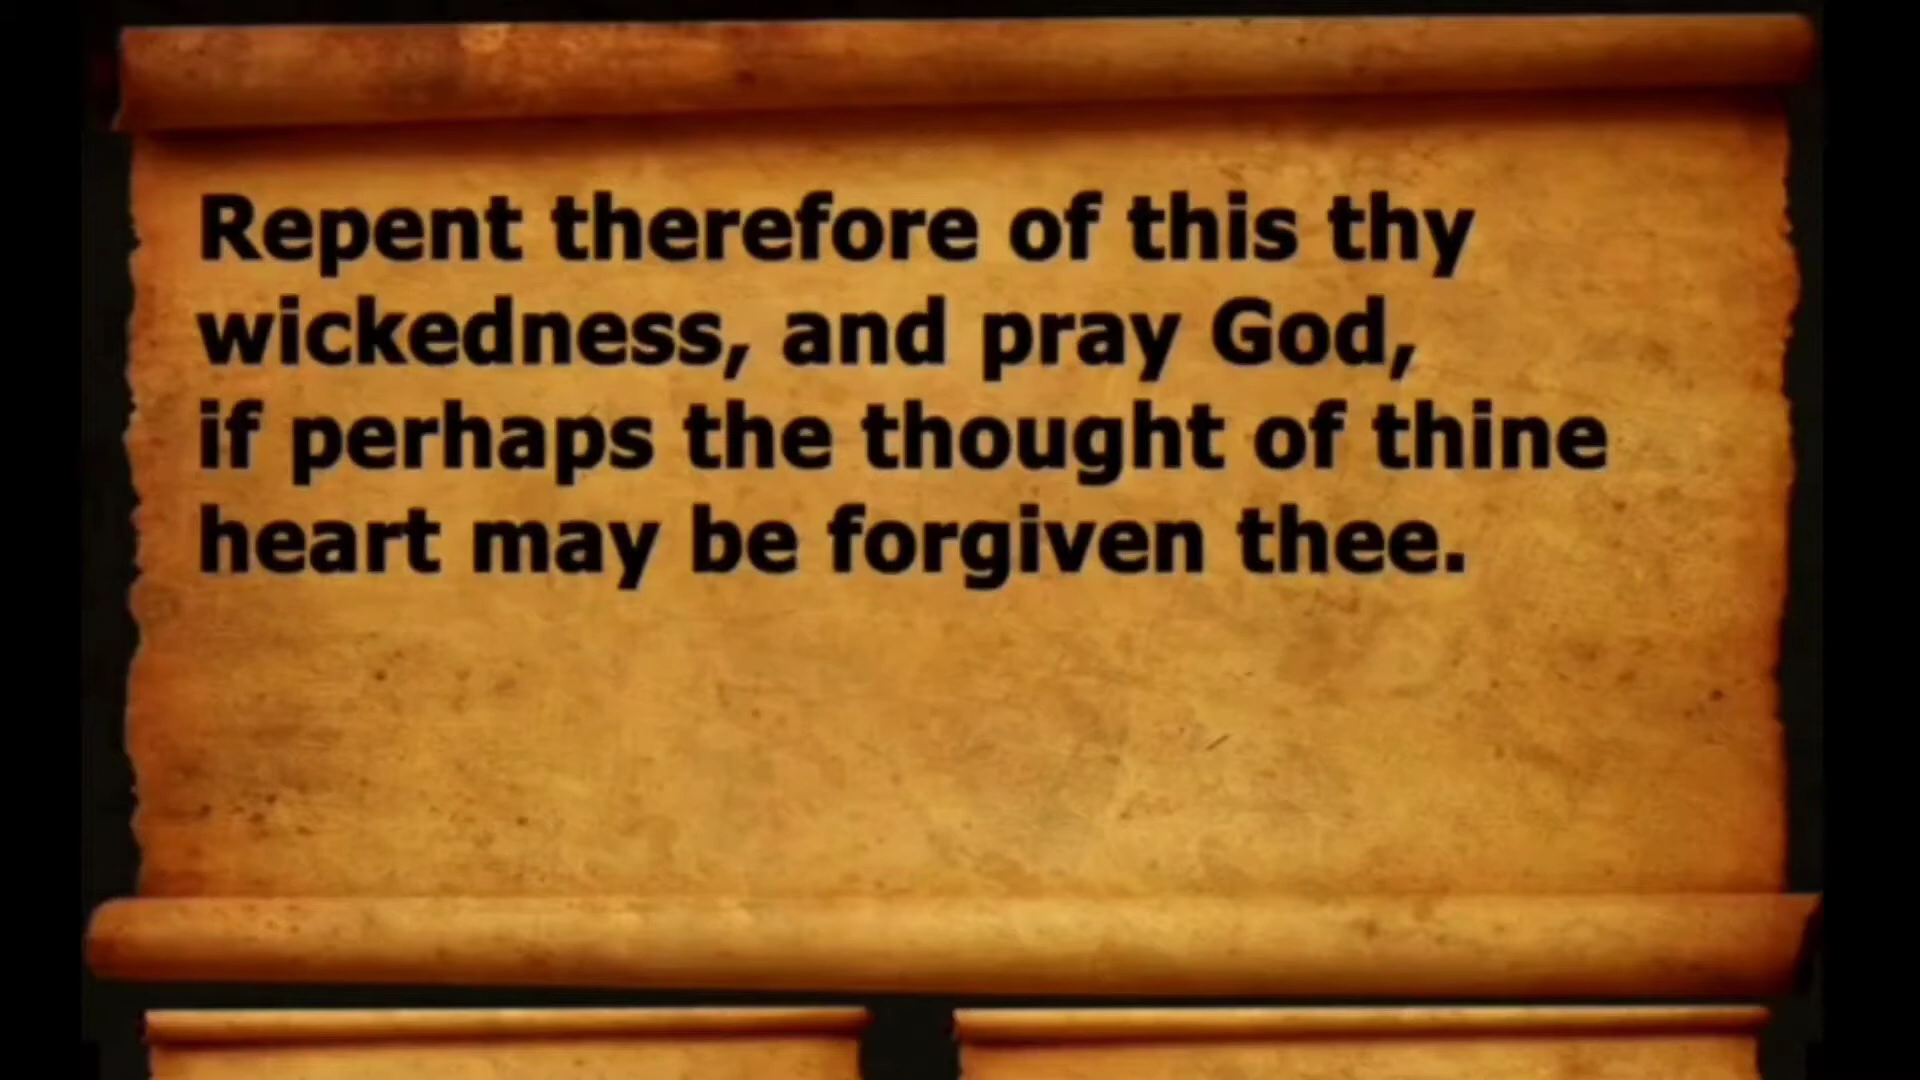 Repent therefore of this thy
wickedness, and pray God,
if perhaps the thought of thine
heart may be forgiven thee.